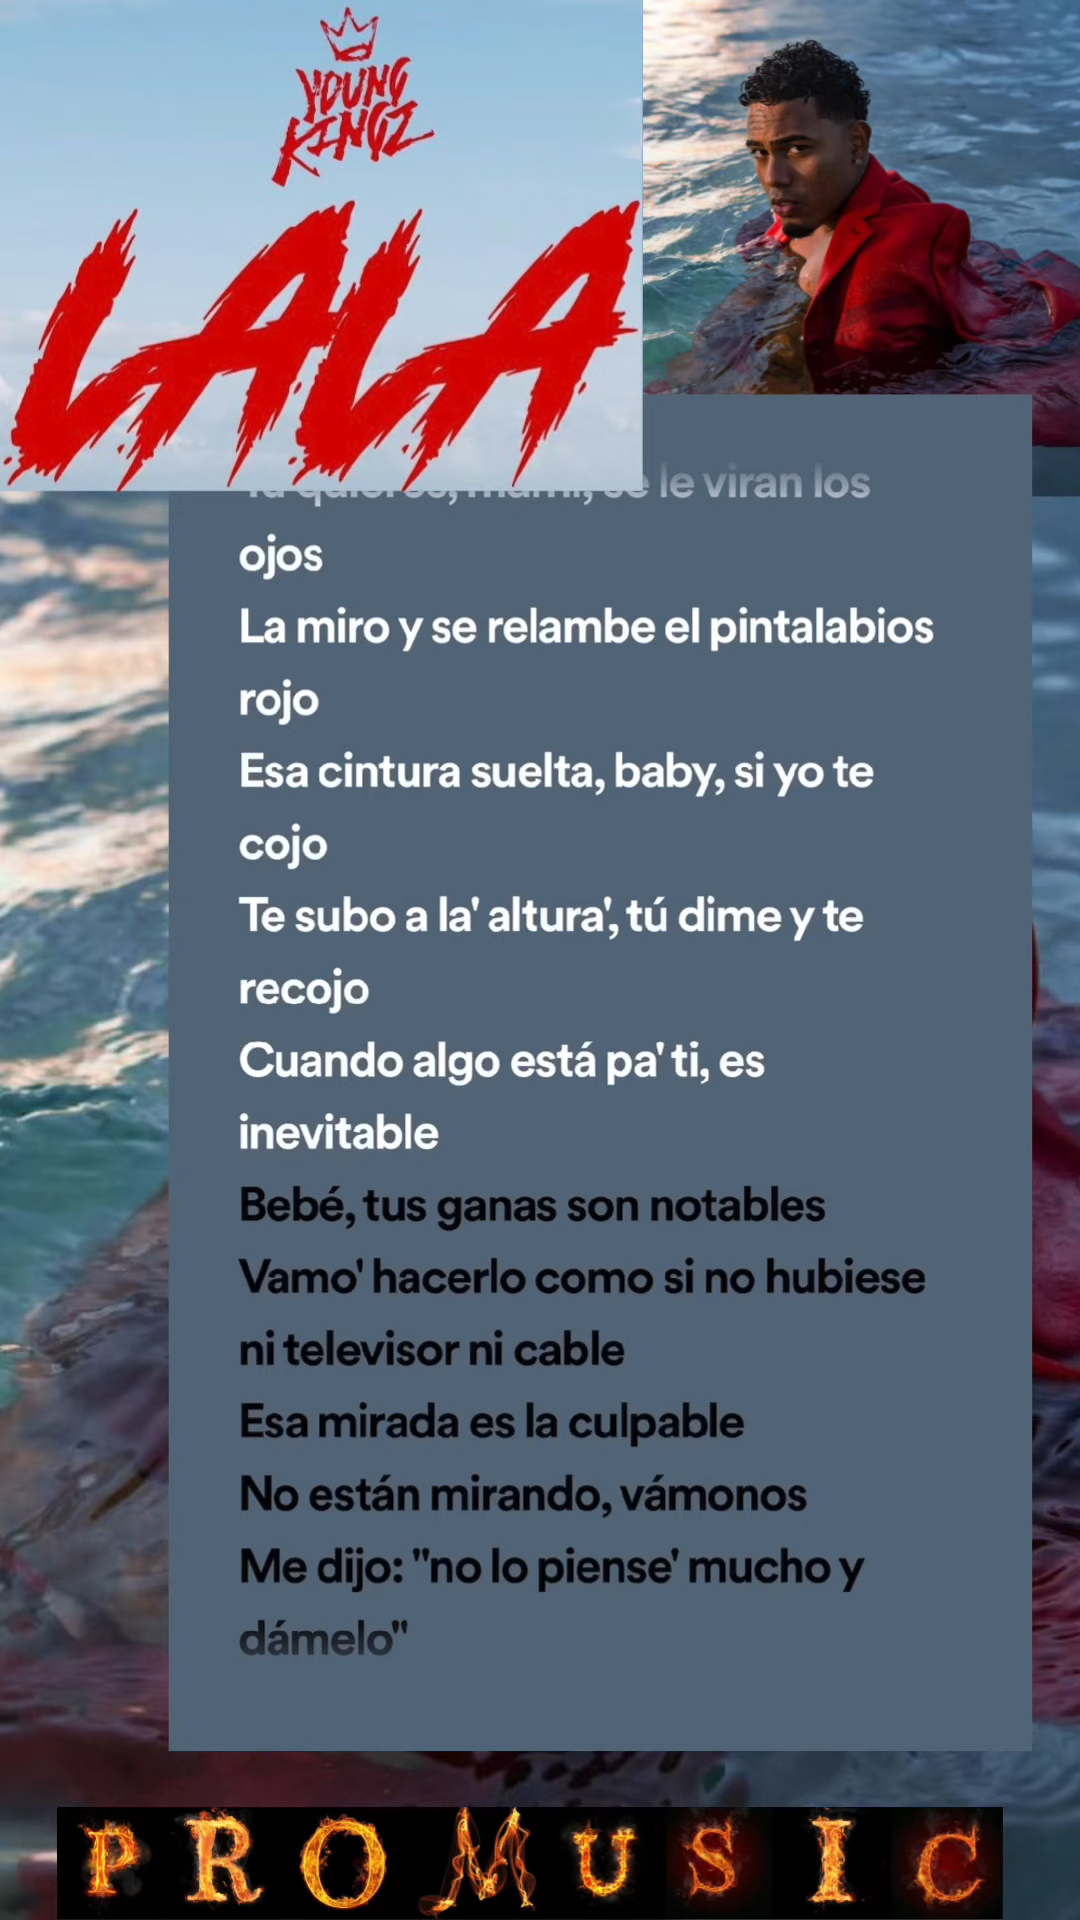 YOUNG
KINGZ
LALA
le viran los
ojos
La miro y se relambe el pintalabios
rojo
Esa cintura suelta, baby, si yo te
cojo
Te subo a la' altura', tú dime y te
recojo
Cuando algo está pa' ti, es
inevitable
Bebé, tus ganas son notables
Vamo' hacerlo como si no hubiese
ni televisor ni cable
Esa mirada es la culpable
No están mirando, vámonos
Me dijo: "no lo piense' mucho y
dámelo"
PROMUSIC